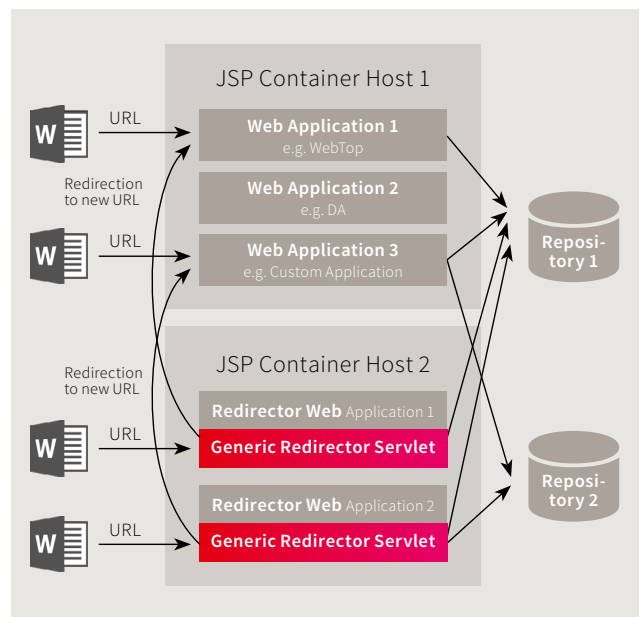 JSP Container Host 1
URL
W
Web Application 1
e.g. WebTop
Redirection
to new URL
Web Application 2
e.g. DA
URL
W
Web Application 3
e.g. Custom Application
Reposi-
tory 1
JSP Container Host 2
Redirection
to new URL
Redirector Web Application 1
URL
W
Generic Redirector Servlet
Reposi-
tory 2
Redirector Web Application 2
URL
W
Generic Redirector Servlet